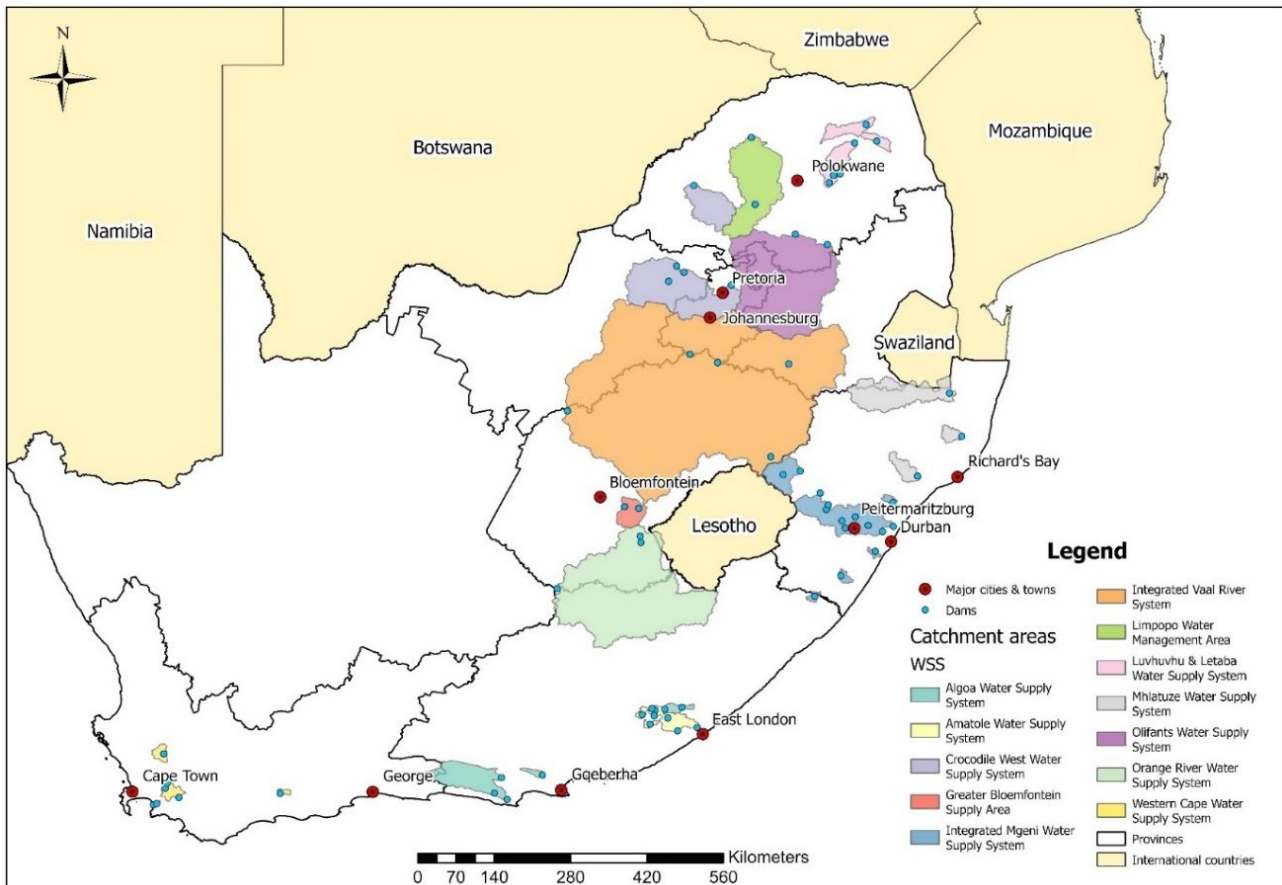 N
Zimbabwe
Botswana
Mozambique
Namibia
Polokwane
Pretoria
Johannesburg
Swaziland
Richard's Bay
Bloemfontein
Peitermaritzburg
Lesotho
Durban
East London
Cape Town
George
Gqeberha
Legend
Major cities & towns
Dams
Catchment areas
WSS
Algoa Water Supply
System
Amatole Water Supply
System
Crocodile West Water
Supply System
Greater Bloemfontein
Supply Area
Integrated Mgeni Water
Supply System
Integrated Vaal River
System
Limpopo Water
Management Area
Luvhuvhu & Letaba
Water Supply System
Mhlatuze Water Supply
System
Olifants Water Supply
System
Orange River Water
Supply System
Western Cape Water
Supply System
Provinces
International countries
Kilometers
0 70 140 280 420 560